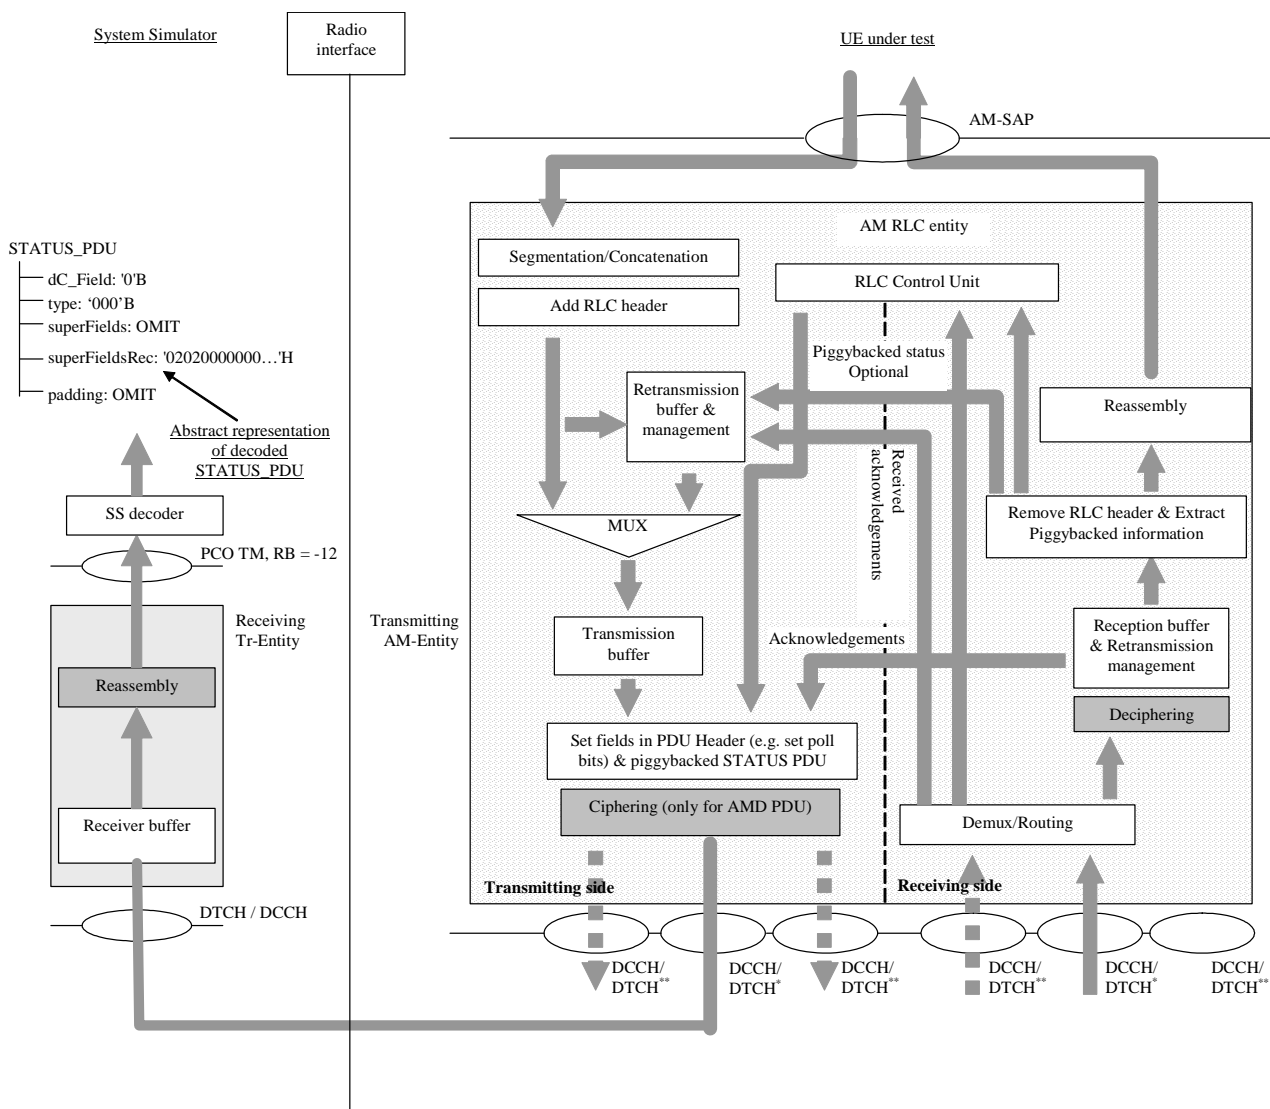 System Simulator
Radio
interface
UE under test
AM-SAP
AM RLC entity
STATUS_PDU
dC_Field: '0'B
type: ‘000’B
superFields: OMIT
superFieldsRec: '02020000000…'H
padding: OMIT
Abstract representation
of decoded
STATUS_PDU
SS decoder
PCO TM, RB = -12
Receiving
Tr-Entity
Reassembly
Receiver buffer
DTCH / DCCH
Transmitting
AM-Entity
Segmentation/Concatenation
Add RLC header
RLC Control Unit
Piggybacked status
Optional
Retransmission
buffer &
management
Reassembly
Received
acknowledgements
MUX
Remove RLC header & Extract
Piggybacked information
Transmission
buffer
Acknowledgements
Reception buffer
& Retransmission
management
Deciphering
Set fields in PDU Header (e.g. set poll
bits) & piggybacked STATUS PDU
Ciphering (only for AMD PDU)
Demux/Routing
Transmitting side
Receiving side
DCCH/
DTCH**
DCCH/
DTCH*
DCCH/
DTCH**
DCCH/
DTCH**
DCCH/
DTCH*
DCCH/
DTCH**